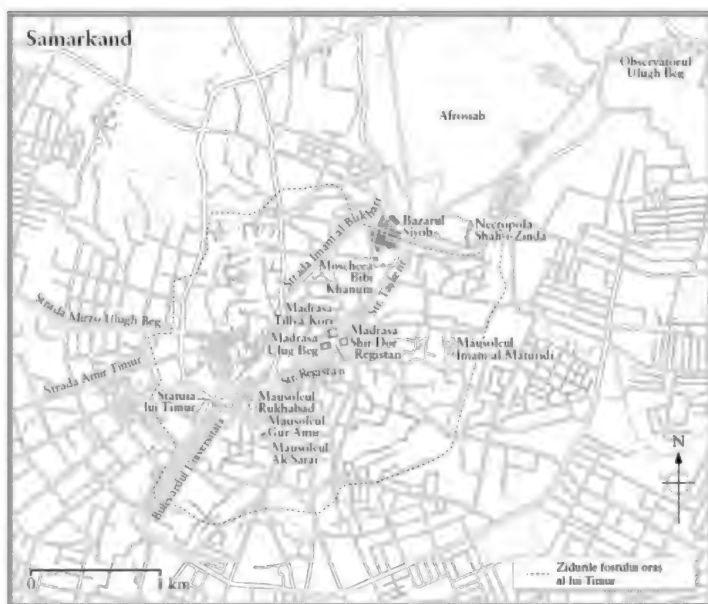 Samarkand
Observatorul
Ulugh Beg
Afrosiab
Strada Imam al Bukhari
Bazarul
Siyob
Necropola
Shah-i-Zinda
Moscheea
Bibi
Khanum
Str. Taşkent
Strada Mirzo Ulugh Beg
Madrasa
Tillya Kori
Madrasa
Ulug Beg
Madrasa
Shir Dor
Registan
Mausoleul
Imam al Maturidi
Strada Amir Timur
Str. Registan
Statuia
lui Timur
Mausoleul
Rukhabad
Mausoleul
Gur Amir
Mausoleul
Ak Sarai
Bulevardul Universităţii
N
0 1 km
Zidurile fostului oraş
al lui Timur